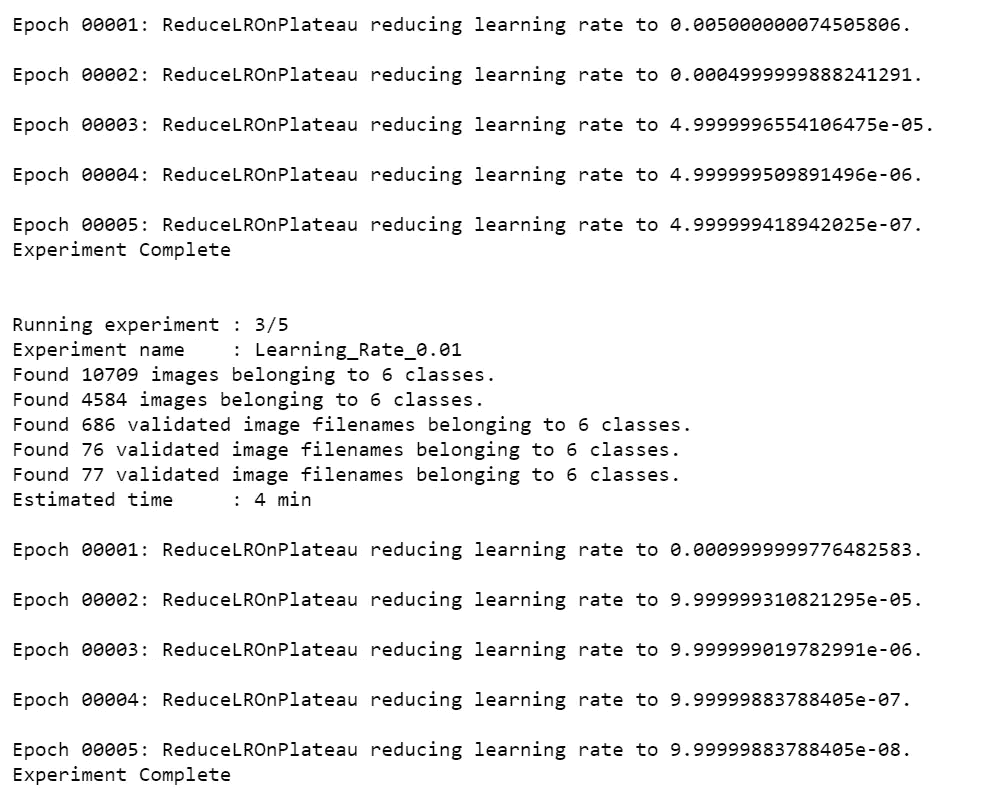 Epoch 00001: ReduceLROnPlateau reducing learning rate to 0.005000000074505806.
Epoch 00002: ReduceLROnPlateau reducing learning rate to 0.0004999999888241291.
Epoch 00003: ReduceLROnPlateau reducing learning rate to 4.9999996554106475e-05.
Epoch 00004: ReduceLROnPlateau reducing learning rate to 4.999999509891496e-06.
Epoch 00005: ReduceLROnPlateau reducing learning rate to 4.999999418942025e-07.
Experiment Complete
Running experiment : 3/5
Experiment name    : Learning_Rate_0.01
Found 10709 images belonging to 6 classes.
Found 4584 images belonging to 6 classes.
Found 686 validated image filenames belonging to 6 classes.
Found 76 validated image filenames belonging to 6 classes.
Found 77 validated image filenames belonging to 6 classes.
Estimated time     : 4 min
Epoch 00001: ReduceLROnPlateau reducing learning rate to 0.0009999999776482583.
Epoch 00002: ReduceLROnPlateau reducing learning rate to 9.999999310821295e-05.
Epoch 00003: ReduceLROnPlateau reducing learning rate to 9.999999019782991e-06.
Epoch 00004: ReduceLROnPlateau reducing learning rate to 9.99999883788405e-07.
Epoch 00005: ReduceLROnPlateau reducing learning rate to 9.99999883788405e-08.
Experiment Complete